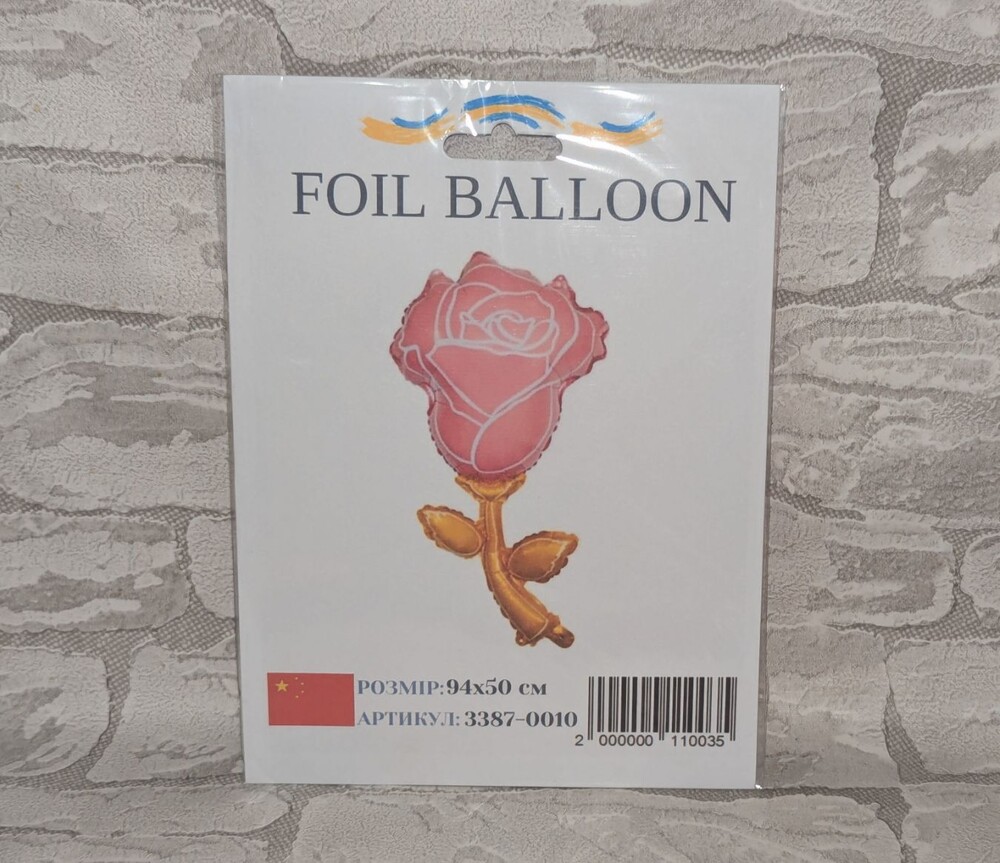 FOIL BALLOON
РОЗМІР: 94x50 см
АРТИКУЛ: 3387-0010
2 000000 110035